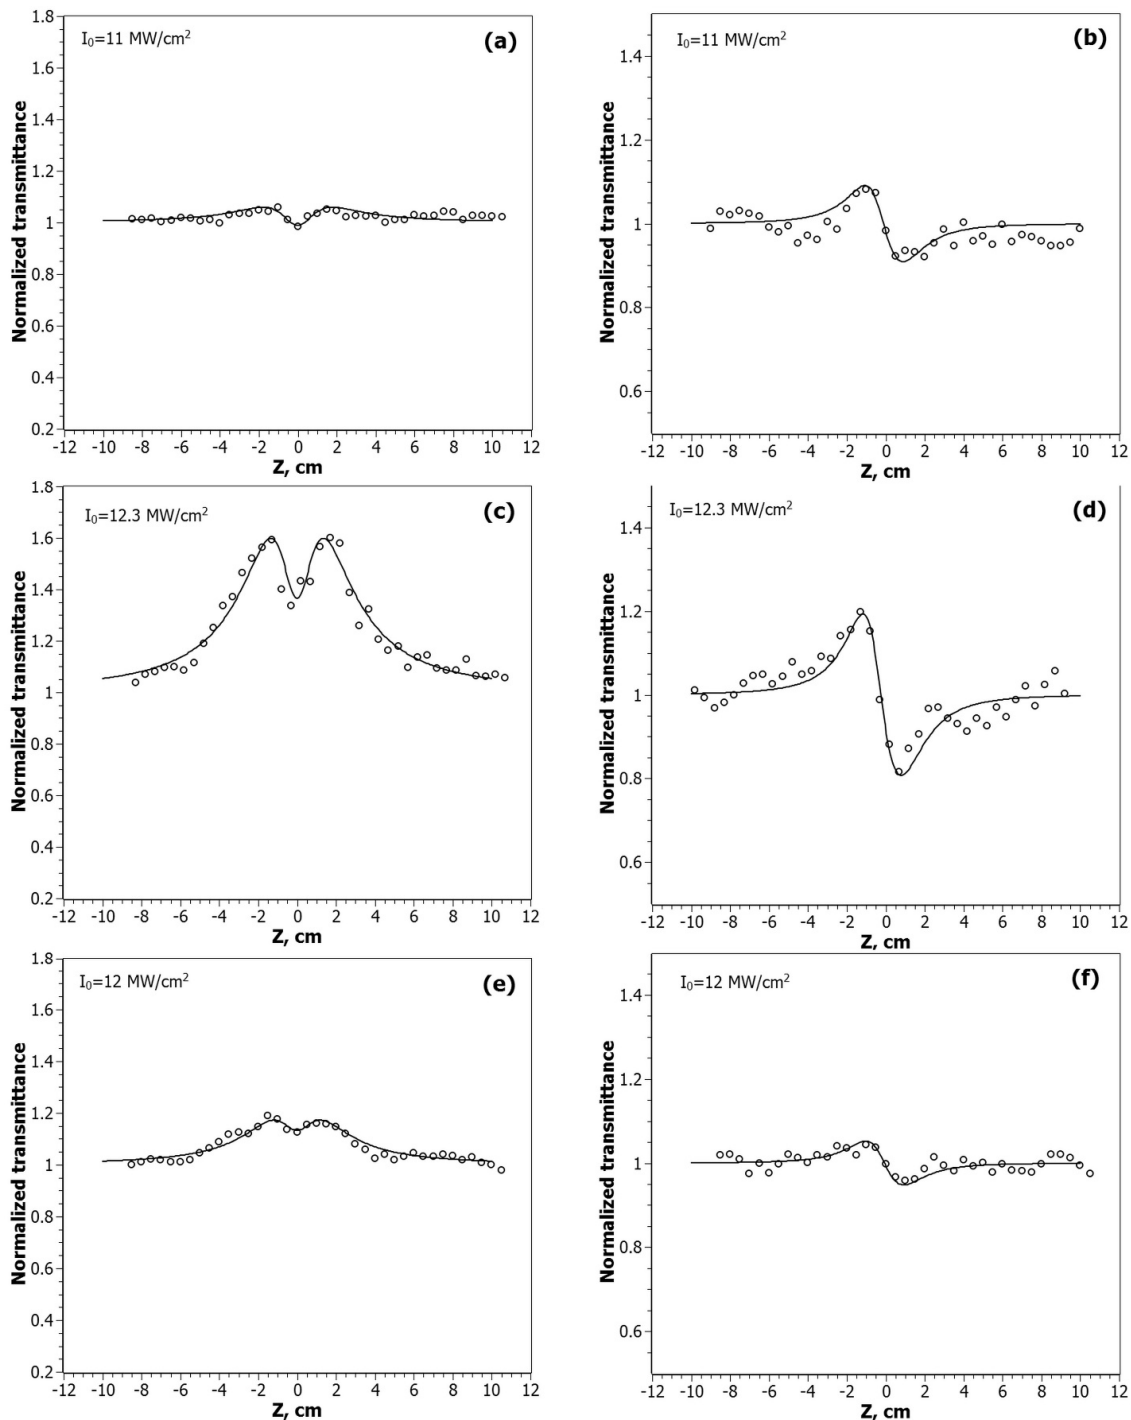 I₀=11 MW/cm² (a)
Normalized transmittance
1.8
1.6
1.4
1.2
1
0.8
0.6
0.4
0.2
-12 -10 -8 -6 -4 -2 0 2 4 6 8 10 12
Z, cm
I₀=11 MW/cm² (b)
Normalized transmittance
1.4
1.2
1
0.8
0.6
-12 -10 -8 -6 -4 -2 0 2 4 6 8 10 12
Z, cm
I₀=12.3 MW/cm² (c)
Normalized transmittance
1.8
1.6
1.4
1.2
1
0.8
0.6
0.4
0.2
-12 -10 -8 -6 -4 -2 0 2 4 6 8 10 12
Z, cm
I₀=12.3 MW/cm² (d)
Normalized transmittance
1.4
1.2
1
0.8
0.6
-12 -10 -8 -6 -4 -2 0 2 4 6 8 10 12
Z, cm
I₀=12 MW/cm² (e)
Normalized transmittance
1.8
1.6
1.4
1.2
1
0.8
0.6
0.4
0.2
-12 -10 -8 -6 -4 -2 0 2 4 6 8 10 12
Z, cm
I₀=12 MW/cm² (f)
Normalized transmittance
1.4
1.2
1
0.8
0.6
-12 -10 -8 -6 -4 -2 0 2 4 6 8 10 12
Z, cm